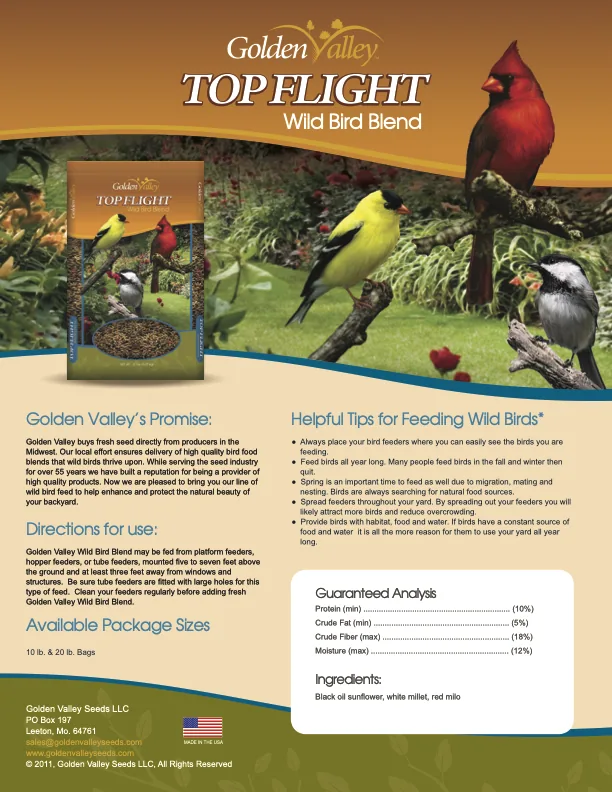 Golden Valley
TOP FLIGHT
Wild Bird Blend
Golden Valley
TOP FLIGHT
Wild Bird Blend
TOP FLIGHT
Golden Valley's Promise:
Golden Valley buys fresh seed directly from producers in the
Midwest. Our local effort ensures delivery of high quality bird food
blends that wild birds thrive upon. While serving the seed industry
for over 55 years we have built a reputation for being a provider of
high quality products. Now we are pleased to bring you our line of
wild bird feed to help enhance and protect the natural beauty of
your backyard.
Directions for use:
Golden Valley Wild Bird Blend may be fed from platform feeders,
hopper feeders, or tube feeders, mounted five to seven feet above
the ground and at least three feet away from windows and
structures. Be sure tube feeders are fitted with large holes for this
type of feed. Clean your feeders regularly before adding fresh
Golden Valley Wild Bird Blend.
Available Package Sizes
10 lb. & 20 lb. Bags
Helpful Tips for Feeding Wild Birds*
● Always place your bird feeders where you can easily see the birds you are
feeding.
● Feed birds all year long. Many people feed birds in the fall and winter then
quit.
● Spring is an important time to feed as well due to migration, mating and
nesting. Birds are always searching for natural food sources.
● Spread feeders throughout your yard. By spreading out your feeders you will
likely attract more birds and reduce overcrowding.
● Provide birds with habitat, food and water. If birds have a constant source of
food and water it is all the more reason for them to use your yard all year
long.
Guaranteed Analysis
Protein (min) ..................................................................... (10%)
Crude Fat (min) ................................................................ (5%)
Crude Fiber (max) ............................................................ (18%)
Moisture (max) ................................................................. (12%)
Ingredients:
Black oil sunflower, white millet, red milo
Golden Valley Seeds LLC
PO Box 197
Leeton, Mo. 64761
sales@goldenvalleyseeds.com
www.goldenvalleyseeds.com
© 2011, Golden Valley Seeds LLC, All Rights Reserved
MADE IN THE USA